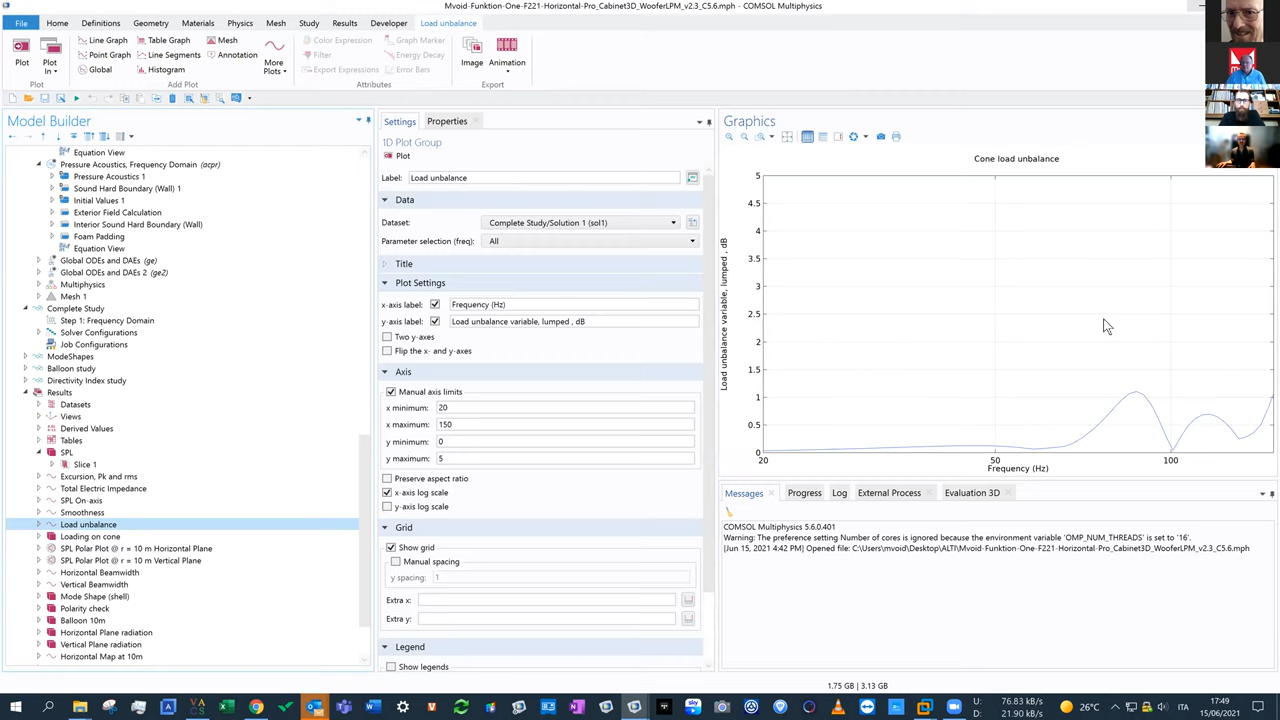 Mvoid-Funktion-One-F221-Horizontal-Pro_Cabinet3D_WooferLPM_v2.3_C5.6.mph - COMSOL Multiphysics
File Home Definitions Geometry Materials Physics Mesh Study Results Developer Load unbalance
Plot
Plot In
Line Graph Table Graph Mesh
Point Graph Line Segments Annotation
Global Histogram
More Plots
Color Expression Graph Marker
Filter Energy Decay
Export Expressions Error Bars
Image Animation
Plot Add Plot Attributes Export
Model Builder
Equation View
Pressure Acoustics, Frequency Domain (acpr)
Pressure Acoustics 1
Sound Hard Boundary (Wall) 1
Initial Values 1
Exterior Field Calculation
Interior Sound Hard Boundary (Wall)
Foam Padding
Equation View
Global ODEs and DAEs (ge)
Global ODEs and DAEs 2 (ge2)
Multiphysics
Mesh 1
Complete Study
Step 1: Frequency Domain
Solver Configurations
Job Configurations
ModeShapes
Balloon study
Directivity Index study
Results
Datasets
Views
Derived Values
Tables
SPL
Slice 1
Excursion, Pk and rms
Total Electric Impedance
SPL On-axis
Smoothness
Load unbalance
Loading on cone
SPL Polar Plot @ r = 10 m Horizontal Plane
SPL Polar Plot @ r = 10 m Vertical Plane
Horizontal Beamwidth
Vertical Beamwidth
Mode Shape (shell)
Polarity check
Balloon 10m
Horizontal Plane radiation
Vertical Plane radiation
Horizontal Map at 10m
Settings Properties
1D Plot Group
Plot
Label: Load unbalance
Data
Dataset: Complete Study/Solution 1 (sol1)
Parameter selection (freq): All
Title
Plot Settings
x-axis label: Frequency (Hz)
y-axis label: Load unbalance variable, lumped , dB
Two y-axes
Flip the x- and y-axes
Axis
Manual axis limits
x minimum: 20
x maximum: 150
y minimum: 0
y maximum: 5
Preserve aspect ratio
x-axis log scale
y-axis log scale
Grid
Show grid
Manual spacing
y spacing: 1
Extra x:
Extra y:
Legend
Show legends
Graphics
Cone load unbalance
Load unbalance variable, lumped , dB
5
4.5
4
3.5
3
2.5
2
1.5
1
0.5
0
20 50 100
Frequency (Hz)
Messages Progress Log External Process Evaluation 3D
COMSOL Multiphysics 5.6.0.401
Warning: The preference setting Number of cores is ignored because the environment variable 'OMP_NUM_THREADS' is set to '16'.
[Jun 15, 2021 4:42 PM] Opened file: C:\Users\mvoid\Desktop\ALTI\Mvoid-Funktion-One-F221-Horizontal-Pro_Cabinet3D_WooferLPM_v2.3_C5.6.mph
1.75 GB | 3.13 GB
U: 76.83 kB/s
D: 21.90 kB/s
26°C
ITA
17:49
15/06/2021